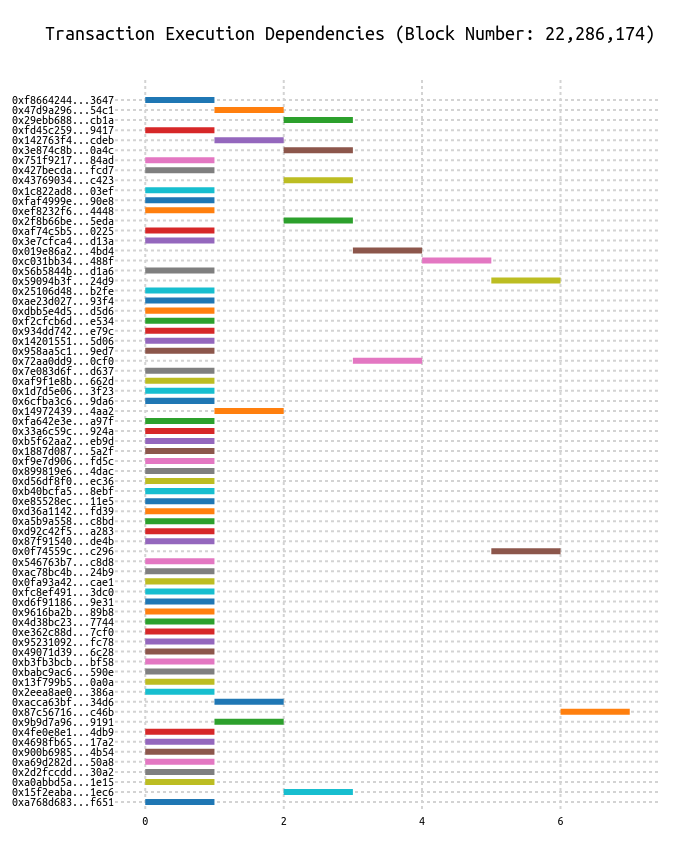 Transaction Execution Dependencies (Block Number: 22,286,174)
0xf8664244...3647
0x47d9a296...54c1
0x29ebb688...cb1a
0xfd45c259...9417
0x142763f4...cdeb
0x3e874c8b...0a4c
0x751f9217...84ad
0x427becda...fcd7
0x43769034...c423
0x1c822ad8...03ef
0xfaf4999e...90e8
0xef8232f6...4448
0x2f8b66be...5eda
0xaf74c5b5...0225
0x3e7cfca4...d13a
0x019e86a2...4bd4
0xc031bb34...488f
0x56b5844b...d1a6
0x59094b3f...24d9
0x25106d48...b2fe
0xae23d027...93f4
0xdbb5e4d5...d5d6
0xf2cfcb6d...e534
0x934dd742...e79c
0x14201551...5d06
0x958aa5c1...9ed7
0x72aa0dd9...0cf0
0x7e083d6f...d637
0xaf9f1e8b...662d
0x1d7d5e06...3f23
0x6cfba3c6...9da6
0x14972439...4aa2
0xfa642e3e...a97f
0x33a6c59c...924a
0xb5f62aa2...eb9d
0x1887d087...5a2f
0xf9e7d906...fd5c
0x899819e6...4dac
0xd56df8f0...ec36
0xb40bcfa5...8ebf
0xe85528ec...11e5
0xd36a1142...fd39
0xa5b9a558...c8bd
0xd92c42f5...a283
0x87f91540...de4b
0x0f74559c...c296
0x546763b7...c8d8
0xac78bc4b...24b9
0x0fa93a42...cae1
0xfc8ef491...3dc0
0xd6f91186...9e31
0x9616ba2b...89b8
0x4d38bc23...7744
0xe362c88d...7cf0
0x95231092...fc78
0x49071d39...6c28
0xb3fb3bcb...bf58
0xbabc9ac6...590e
0x13f799b5...0a0a
0x2eea8ae0...386a
0xacca63bf...34d6
0x87c56716...c46b
0x9b9d7a96...9191
0x4fe0e8e1...4db9
0x4698fb65...17a2
0x900b6985...4b54
0xa69d282d...50a8
0x2d2fccdd...30a2
0xa0abbd5a...1e15
0x15f2eaba...1ec6
0xa768d683...f651
0 2 4 6